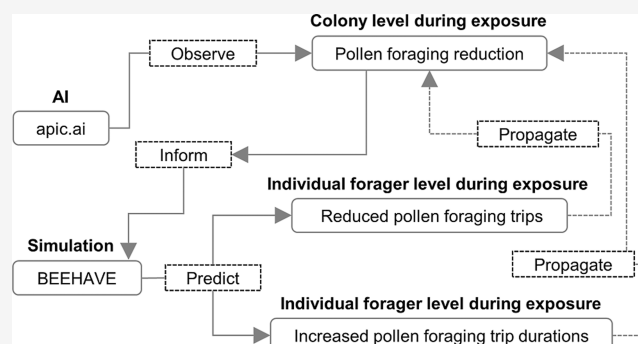 Colony level during exposure
Observe
Pollen foraging reduction
AI
apic.ai
Propagate
Inform
Individual forager level during exposure
Reduced pollen foraging trips
Simulation
Propagate
BEEHAVE
Predict
Individual forager level during exposure
Increased pollen foraging trip durations